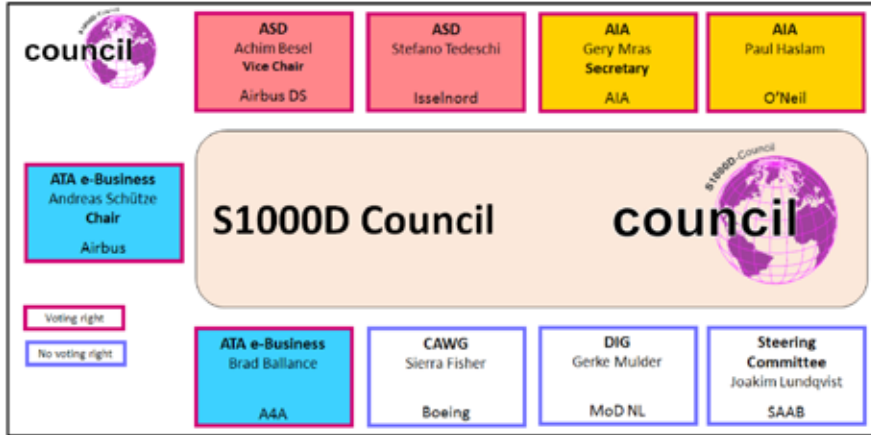 S1000D-Council
council
ASD
Achim Besel
Vice Chair
Airbus DS
ASD
Stefano Tedeschi
Isselnord
AIA
Gery Mras
Secretary
AIA
AIA
Paul Haslam
O'Neil
ATA e-Business
Andreas Schütze
Chair
Airbus
S1000D Council
S1000D-Council
council
Voting right
No voting right
ATA e-Business
Brad Ballance
A4A
CAWG
Sierra Fisher
Boeing
DIG
Gerke Mulder
MoD NL
Steering
Committee
Joakim Lundqvist
SAAB